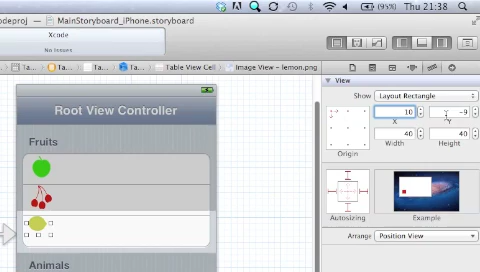 (95%) Thu 21:38
codeproj — MainStoryboard_iPhone.storyboard
Xcode
No Issues
Ta... Ta... Ta... Table View Cell Image View - lemon.png
View
Show Layout Rectangle
10 -9
X Y
40 40
Origin Width Height
Autosizing Example
Arrange Position View
Root View Controller
Fruits
Animals